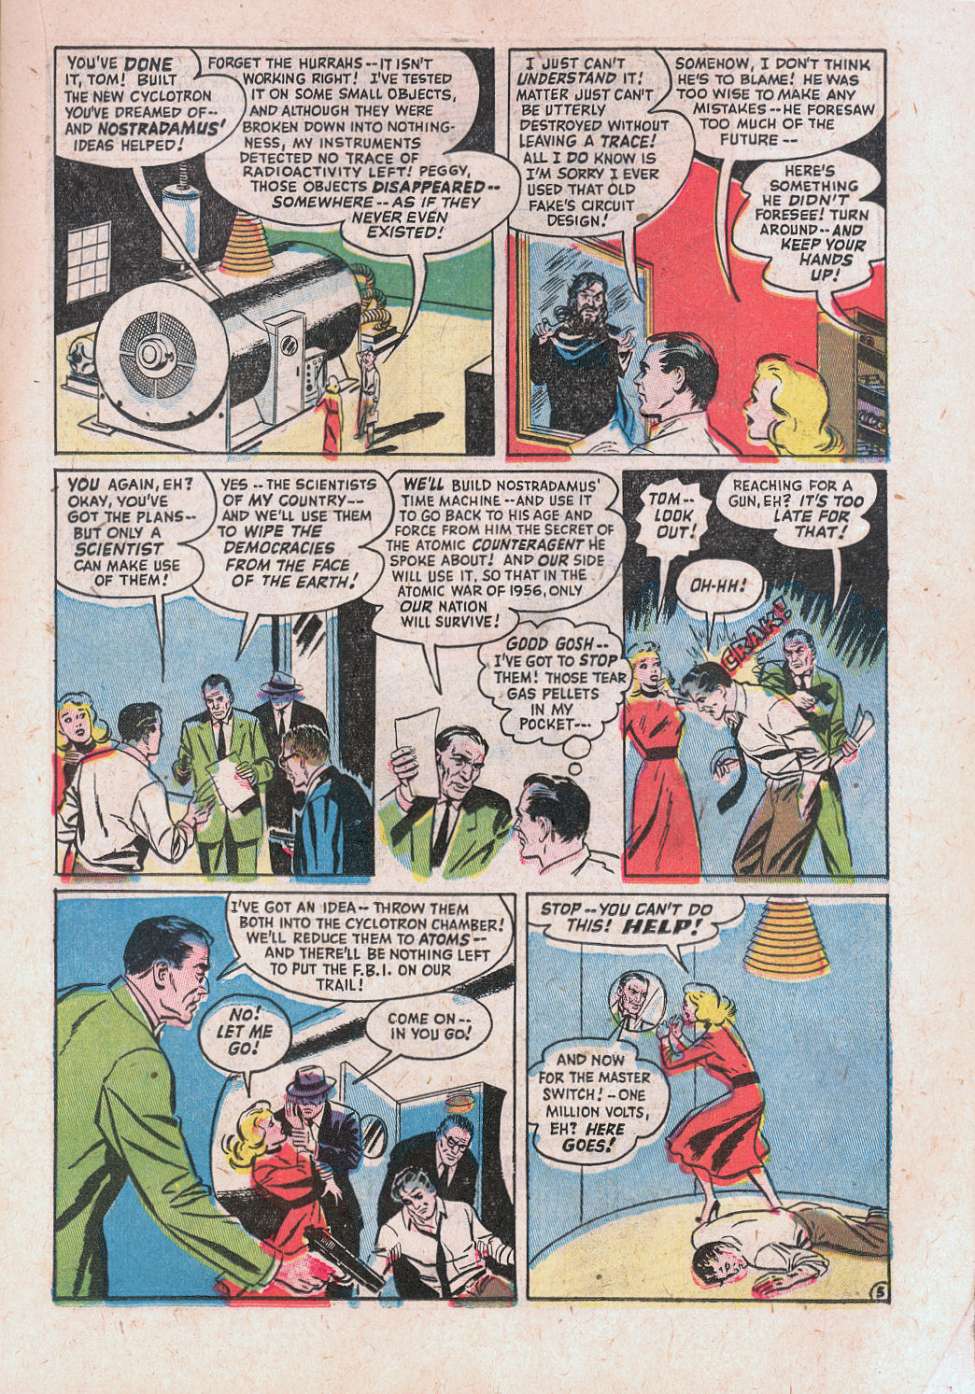 YOU'VE DONE
IT, TOM! BUILT
THE NEW CYCLOTRON
YOU'VE DREAMED OF--
AND NOSTRADAMUS'
IDEAS HELPED!
FORGET THE HURRAHS--IT ISN'T
WORKING RIGHT! I'VE TESTED
IT ON SOME SMALL OBJECTS,
AND ALTHOUGH THEY WERE
BROKEN DOWN INTO NOTHING-
NESS, MY INSTRUMENTS
DETECTED NO TRACE OF
RADIOACTIVITY LEFT! PEGGY,
THOSE OBJECTS DISAPPEARED--
SOMEWHERE--AS IF THEY
NEVER EVEN
EXISTED!
I JUST CAN'T
UNDERSTAND IT!
MATTER JUST CAN'T
BE UTTERLY
DESTROYED WITHOUT
LEAVING A TRACE!
ALL I DO KNOW IS
I'M SORRY I EVER
USED THAT OLD
FAKE'S CIRCUIT
DESIGN!
SOMEHOW, I DON'T THINK
HE'S TO BLAME! HE WAS
TOO WISE TO MAKE ANY
MISTAKES--HE FORESAW
TOO MUCH OF THE
FUTURE--
HERE'S
SOMETHING
HE DIDN'T
FORESEE! TURN
AROUND--AND
KEEP YOUR
HANDS
UP!
YOU AGAIN, EH?
OKAY, YOU'VE
GOT THE PLANS--
BUT ONLY A
SCIENTIST
CAN MAKE USE
OF THEM!
YES--THE SCIENTISTS
OF MY COUNTRY--
AND WE'LL USE THEM
TO WIPE THE
DEMOCRACIES
FROM THE FACE
OF THE EARTH!
WE'LL BUILD NOSTRADAMUS'
TIME MACHINE--AND USE IT
TO GO BACK TO HIS AGE AND
FORCE FROM HIM THE SECRET OF
THE ATOMIC COUNTERAGENT HE
SPOKE ABOUT! AND OUR SIDE
WILL USE IT, SO THAT IN THE
ATOMIC WAR OF 1956, ONLY
OUR NATION
WILL SURVIVE!
GOOD GOSH--
I'VE GOT TO STOP
THEM! THOSE TEAR
GAS PELLETS
IN MY
POCKET---
TOM--
LOOK
OUT!
REACHING FOR A
GUN, EH? IT'S TOO
LATE FOR
THAT!
OH-HH!
CRAK!
I'VE GOT AN IDEA--THROW THEM
BOTH INTO THE CYCLOTRON CHAMBER!
WE'LL REDUCE THEM TO ATOMS--
AND THERE'LL BE NOTHING LEFT
TO PUT THE F.B.I. ON OUR
TRAIL!
NO!
LET ME
GO!
COME ON--
IN YOU GO!
STOP--YOU CAN'T DO
THIS! HELP!
AND NOW
FOR THE MASTER
SWITCH!--ONE
MILLION VOLTS,
EH? HERE
GOES!
5